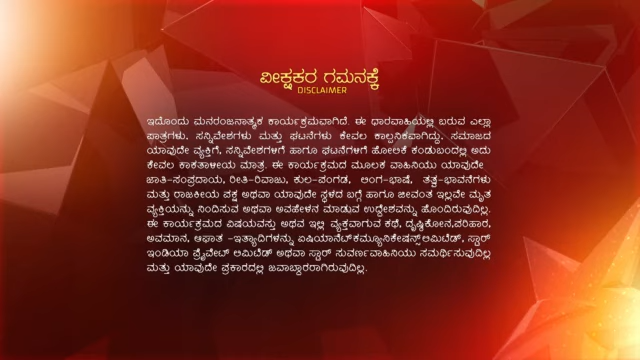 ವೀಕ್ಷಕರ ಗಮನಕ್ಕೆ
DISCLAIMER
ಇದೊಂದು ಮನರಂಜನಾತ್ಮಕ ಕಾರ್ಯಕ್ರಮವಾಗಿದೆ. ಈ ಧಾರವಾಹಿಯಲ್ಲಿ ಬರುವ ಎಲ್ಲಾ
ಪಾತ್ರಗಳು, ಸನ್ನಿವೇಶಗಳು ಮತ್ತು ಘಟನೆಗಳು ಕೇವಲ ಕಾಲ್ಪನಿಕವಾಗಿದ್ದು, ಸಮಾಜದ
ಯಾವುದೇ ವ್ಯಕ್ತಿಗೆ, ಸನ್ನಿವೇಶಗಳಿಗೆ ಹಾಗೂ ಘಟನೆಗಳಿಗೆ ಹೋಲಿಕೆ ಕಂಡುಬಂದಲ್ಲಿ ಅದು
ಕೇವಲ ಕಾಕತಾಳೀಯ ಮಾತ್ರ. ಈ ಕಾರ್ಯಕ್ರಮದ ಮೂಲಕ ವಾಹಿನಿಯು ಯಾವುದೇ
ಜಾತಿ-ಸಂಪ್ರದಾಯ, ರೀತಿ-ರಿವಾಜು, ಕುಲ-ಪಂಗಡ, ಲಿಂಗ-ಭಾಷೆ, ತತ್ವ-ಭಾವನೆಗಳು
ಮತ್ತು ರಾಜಕೀಯ ಪಕ್ಷ ಅಥವಾ ಯಾವುದೇ ಸ್ಥಳದ ಬಗ್ಗೆ ಹಾಗೂ ಜೀವಂತ ಇಲ್ಲವೇ ಮೃತ
ವ್ಯಕ್ತಿಯನ್ನು ನಿಂದಿಸುವ ಅಥವಾ ಅವಹೇಳನ ಮಾಡುವ ಉದ್ದೇಶವನ್ನು ಹೊಂದಿರುವುದಿಲ್ಲ.
ಈ ಕಾರ್ಯಕ್ರಮದ ವಿಷಯವಸ್ತು ಅಥವ ಇಲ್ಲಿ ವ್ಯಕ್ತವಾಗುವ ಕಥೆ, ದೃಷ್ಟಿಕೋನ,ಪರಿಹಾರ,
ಅವಮಾನ, ಆಘಾತ -ಇತ್ಯಾದಿಗಳನ್ನು ಏಷಿಯಾನೆಟ್ ಕಮ್ಯೂನಿಕೇಷನ್ಸ್ ಲಿಮಿಟೆಡ್, ಸ್ಟಾರ್
ಇಂಡಿಯಾ ಪ್ರೈವೇಟ್ ಲಿಮಿಟೆಡ್ ಅಥವಾ ಸ್ಟಾರ್ ಸುವರ್ಣವಾಹಿನಿಯು ಸಮರ್ಥಿಸುವುದಿಲ್ಲ
ಮತ್ತು ಯಾವುದೇ ಪ್ರಕಾರದಲ್ಲಿ ಜವಾಬ್ದಾರರಾಗಿರುವುದಿಲ್ಲ.